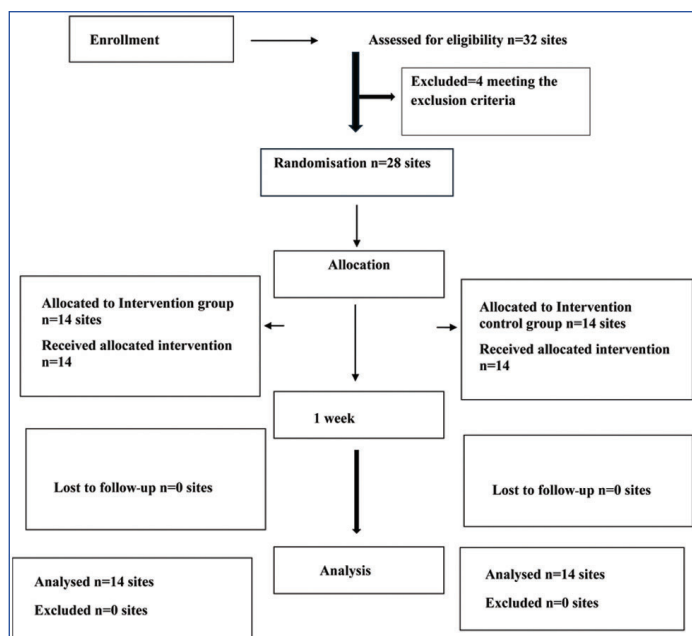 Enrollment
Assessed for eligibility n=32 sites
Excluded=4 meeting the
exclusion criteria
Randomisation n=28 sites
Allocation
Allocated to Intervention group
n=14 sites
Received allocated intervention
n=14
Allocated to Intervention
control group n=14 sites
Received allocated intervention
n=14
1 week
Lost to follow-up n=0 sites
Lost to follow-up n=0 sites
Analysis
Analysed n=14 sites
Excluded n=0 sites
Analysed n=14 sites
Excluded n=0 sites